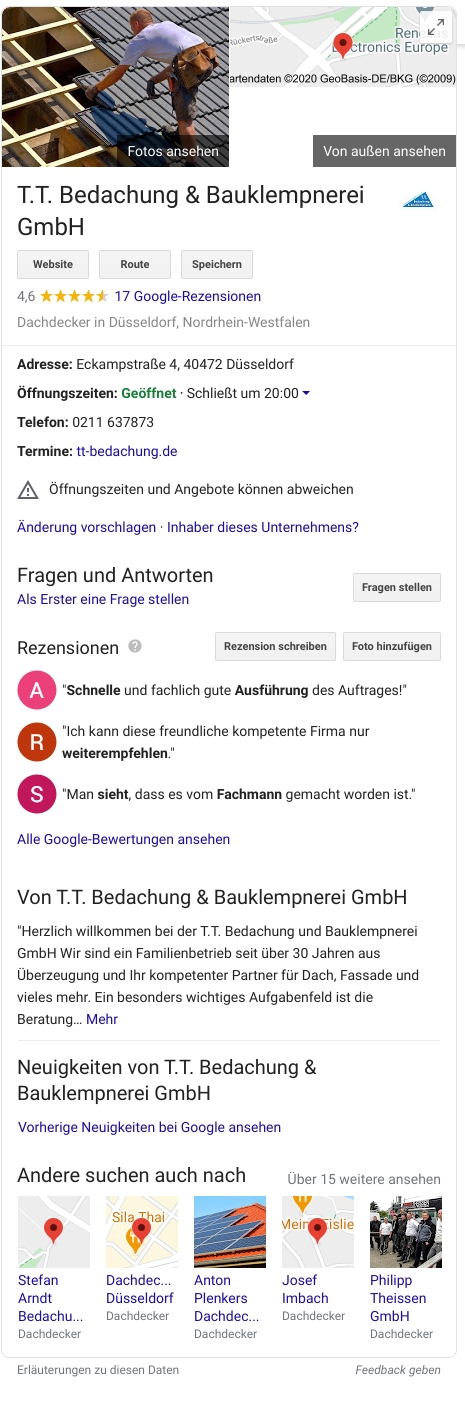 Rückertstraße
Electronics Europe
Kartendaten ©2020 GeoBasis-DE/BKG (©2009)
Fotos ansehen
Von außen ansehen
T.T. Bedachung & Bauklempnerei
GmbH
Website Route Speichern
4,6 17 Google-Rezensionen
Dachdecker in Düsseldorf, Nordrhein-Westfalen
Adresse: Eckampstraße 4, 40472 Düsseldorf
Öffnungszeiten: Geöffnet · Schließt um 20:00
Telefon: 0211 637873
Termine: tt-bedachung.de
Öffnungszeiten und Angebote können abweichen
Änderung vorschlagen · Inhaber dieses Unternehmens?
Fragen und Antworten
Fragen stellen
Als Erster eine Frage stellen
Rezensionen ? Rezension schreiben Foto hinzufügen
A "Schnelle und fachlich gute Ausführung des Auftrages!"
R "Ich kann diese freundliche kompetente Firma nur
weiterempfehlen."
S "Man sieht, dass es vom Fachmann gemacht worden ist."
Alle Google-Bewertungen ansehen
Von T.T. Bedachung & Bauklempnerei GmbH
"Herzlich willkommen bei der T.T. Bedachung und Bauklempnerei
GmbH Wir sind ein Familienbetrieb seit über 30 Jahren aus
Überzeugung und Ihr kompetenter Partner für Dach, Fassade und
vieles mehr. Ein besonders wichtiges Aufgabenfeld ist die
Beratung… Mehr
Neuigkeiten von T.T. Bedachung &
Bauklempnerei GmbH
Vorherige Neuigkeiten bei Google ansehen
Andere suchen auch nach Über 15 weitere ansehen
Sila Thai
Stefan
Arndt
Bedachu...
Dachdecker
Dachdec...
Düsseldorf
Dachdecker
Anton
Plenkers
Dachdec...
Dachdecker
Josef
Imbach
Dachdecker
Philipp
Theissen
GmbH
Dachdecker
Erläuterungen zu diesen Daten Feedback geben